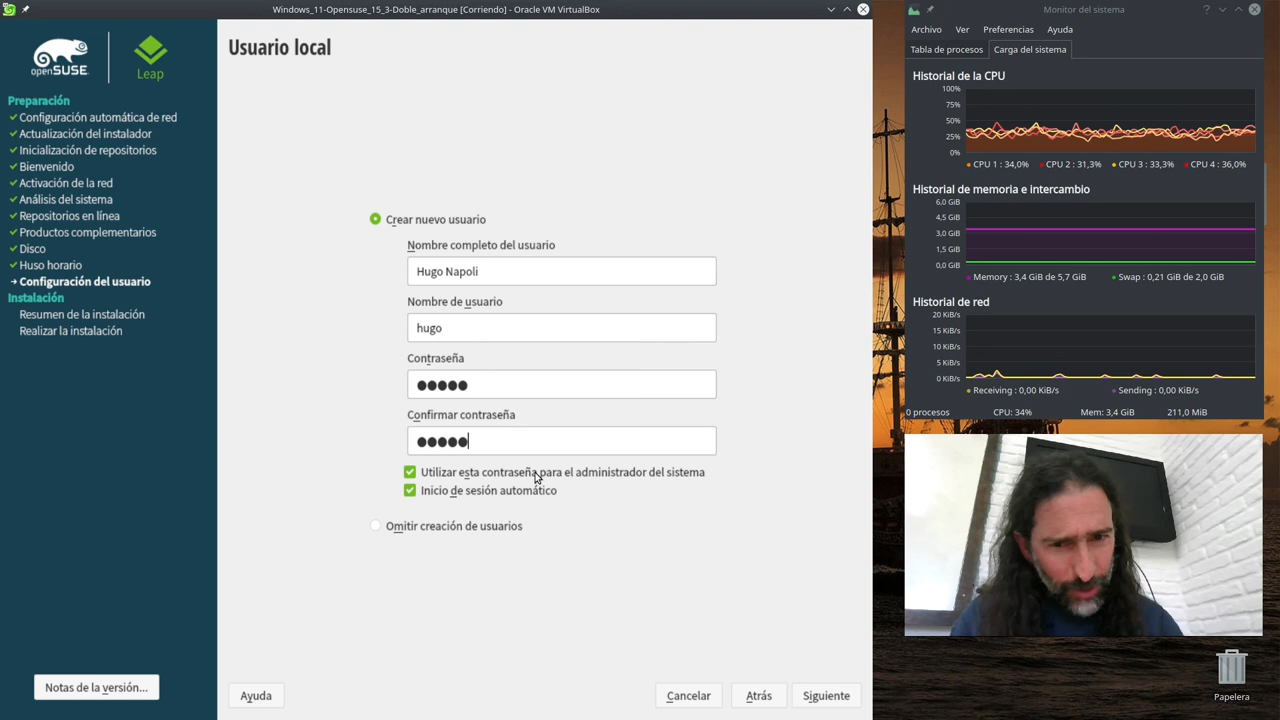 Windows_11-Opensuse_15_3-Doble_arranque [Corriendo] - Oracle VM VirtualBox
openSUSE
Leap
Preparación
Configuración automática de red
Actualización del instalador
Inicialización de repositorios
Bienvenido
Activación de la red
Análisis del sistema
Repositorios en línea
Productos complementarios
Disco
Huso horario
Configuración del usuario
Instalación
Resumen de la instalación
Realizar la instalación
Notas de la versión...
Usuario local
Crear nuevo usuario
Nombre completo del usuario
Hugo Napoli
Nombre de usuario
hugo
Contraseña
●●●●●
Confirmar contraseña
●●●●●
Utilizar esta contraseña para el administrador del sistema
Inicio de sesión automático
Omitir creación de usuarios
Ayuda
Cancelar
Atrás
Siguiente
Monitor del sistema
Archivo Ver Preferencias Ayuda
Tabla de procesos Carga del sistema
Historial de la CPU
100%
75%
50%
25%
0%
CPU 1 : 34,0% CPU 2 : 31,3% CPU 3 : 33,3% CPU 4 : 36,0%
Historial de memoria e intercambio
6,0 GiB
4,5 GiB
3,0 GiB
1,5 GiB
0,0 GiB
Memory : 3,4 GiB de 5,7 GiB Swap : 0,21 GiB de 2,0 GiB
Historial de red
20 KiB/s
15 KiB/s
10 KiB/s
5 KiB/s
0 KiB/s
Receiving : 0,00 KiB/s Sending : 0,00 KiB/s
0 procesos CPU: 34% Mem: 3,4 GiB 211,0 MiB
Papelera